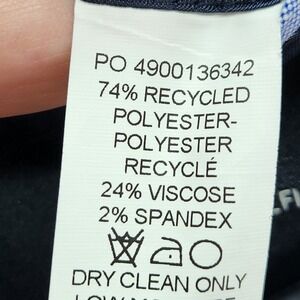 PO 4900136342
74% RECYCLED
POLYESTER-
POLYESTER
RECYCLÉ
24% VISCOSE
2% SPANDEX
DRY CLEAN ONLY